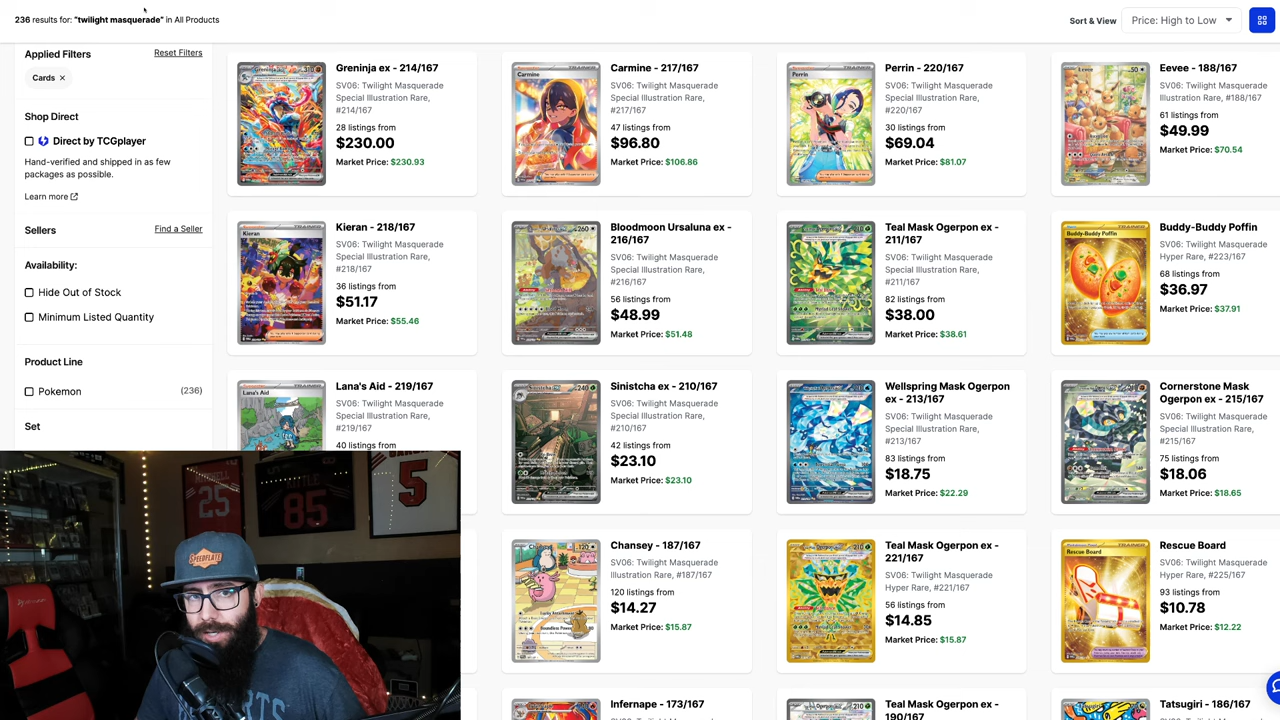 236 results for: "twilight masquerade" in All Products
Sort & View
Price: High to Low
Applied Filters
Reset Filters
Cards ×
Shop Direct
Direct by TCGplayer
Hand-verified and shipped in as few
packages as possible.
Learn more
Sellers
Find a Seller
Availability:
Hide Out of Stock
Minimum Listed Quantity
Product Line
Pokemon
(236)
Set
Greninja ex - 214/167
SV06: Twilight Masquerade
Special Illustration Rare,
#214/167
28 listings from
$230.00
Market Price: $230.93
Carmine
Carmine - 217/167
SV06: Twilight Masquerade
Special Illustration Rare,
#217/167
47 listings from
$96.80
Market Price: $106.86
Perrin
Perrin - 220/167
SV06: Twilight Masquerade
Special Illustration Rare,
#220/167
30 listings from
$69.04
Market Price: $81.07
Eevee - 188/167
SV06: Twilight Masquerade
Illustration Rare, #188/167
61 listings from
$49.99
Market Price: $70.54
Kieran
Kieran - 218/167
SV06: Twilight Masquerade
Special Illustration Rare,
#218/167
36 listings from
$51.17
Market Price: $55.46
Bloodmoon Ursaluna ex -
216/167
SV06: Twilight Masquerade
Special Illustration Rare,
#216/167
56 listings from
$48.99
Market Price: $51.48
Teal Mask Ogerpon ex -
211/167
SV06: Twilight Masquerade
Special Illustration Rare,
#211/167
82 listings from
$38.00
Market Price: $38.61
Buddy-Buddy Poffin
Buddy-Buddy Poffin
SV06: Twilight Masquerade
Hyper Rare, #223/167
68 listings from
$36.97
Market Price: $37.91
Lana's Aid
Lana's Aid - 219/167
SV06: Twilight Masquerade
Special Illustration Rare,
#219/167
40 listings from
Sinistcha ex - 210/167
SV06: Twilight Masquerade
Special Illustration Rare,
#210/167
42 listings from
$23.10
Market Price: $23.10
Wellspring Mask Ogerpon
ex - 213/167
SV06: Twilight Masquerade
Special Illustration Rare,
#213/167
83 listings from
$18.75
Market Price: $22.29
Cornerstone Mask
Ogerpon ex - 215/167
SV06: Twilight Masquerade
Special Illustration Rare,
#215/167
75 listings from
$18.06
Market Price: $18.65
Chansey - 187/167
SV06: Twilight Masquerade
Illustration Rare, #187/167
120 listings from
$14.27
Market Price: $15.87
Teal Mask Ogerpon ex -
221/167
SV06: Twilight Masquerade
Hyper Rare, #221/167
56 listings from
$14.85
Market Price: $15.87
Rescue Board
Rescue Board
SV06: Twilight Masquerade
Hyper Rare, #225/167
93 listings from
$10.78
Market Price: $12.22
Infernape - 173/167
Teal Mask Ogerpon ex -
190/167
Tatsugiri - 186/167
25
85
5
SPEEDFLATE